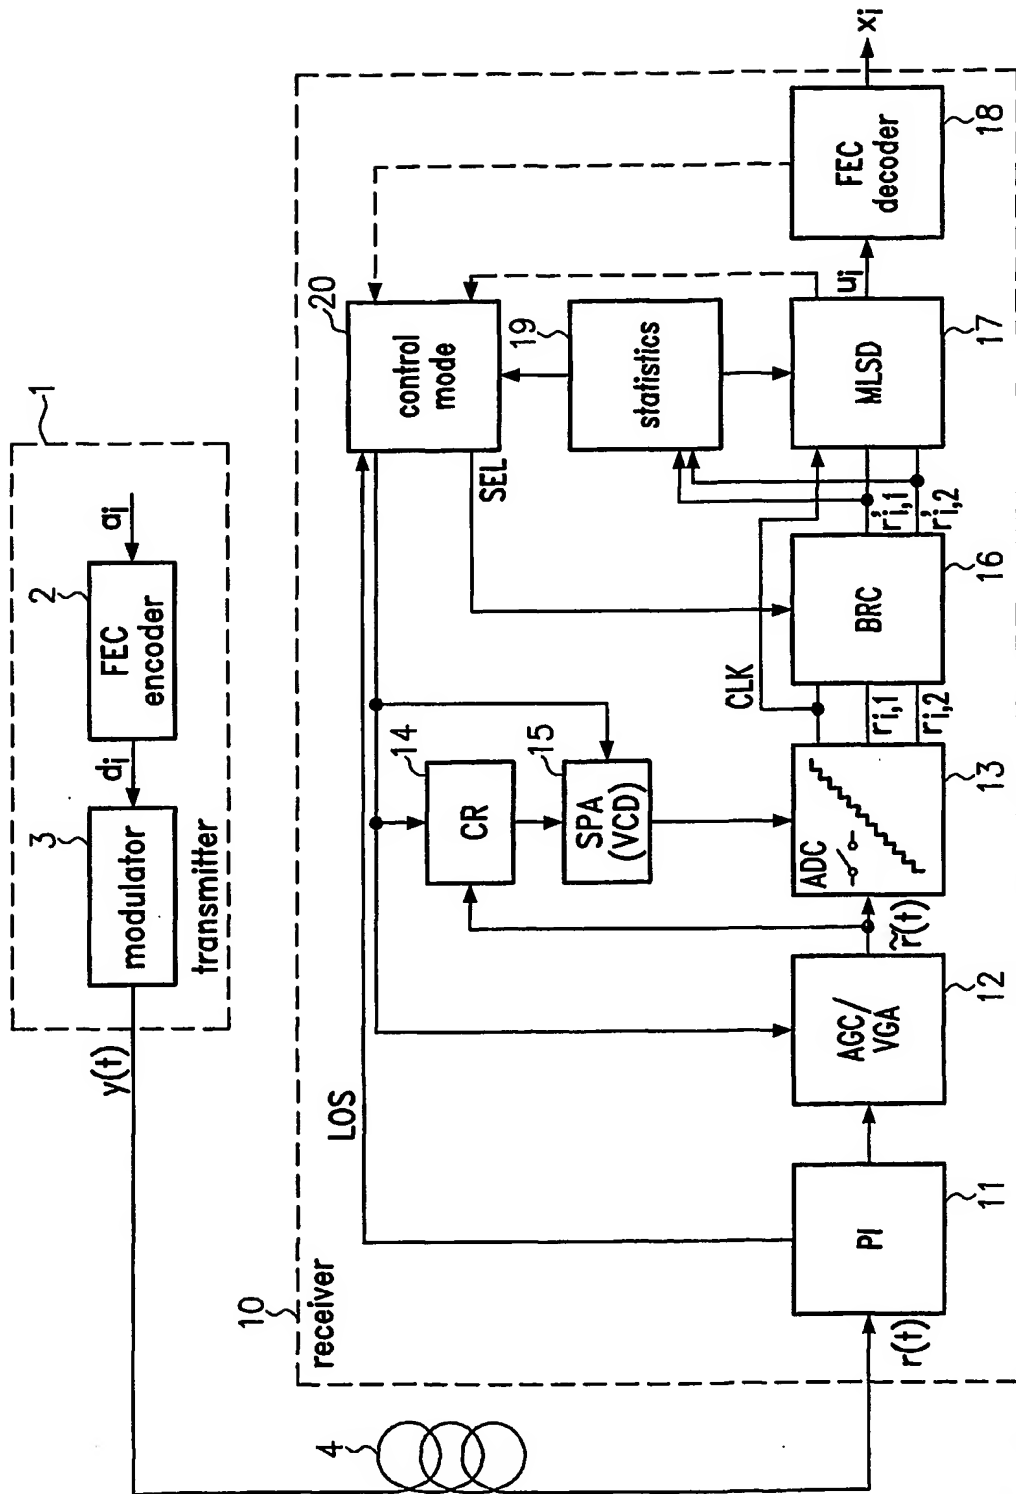 1
2
FEC
encoder
a_i
d_i
3
modulator
transmitter
y(t)
4
10
receiver
r(t)
PI
11
LOS
AGC/
VGA
12
r̃(t)
ADC
13
CR
14
SPA
(VCD)
15
CLK
r_i,1
r_i,2
BRC
16
SEL
r'_i,1
r'_i,2
MLSD
17
statistics
19
control
mode
20
u_i
FEC
decoder
18
x_i